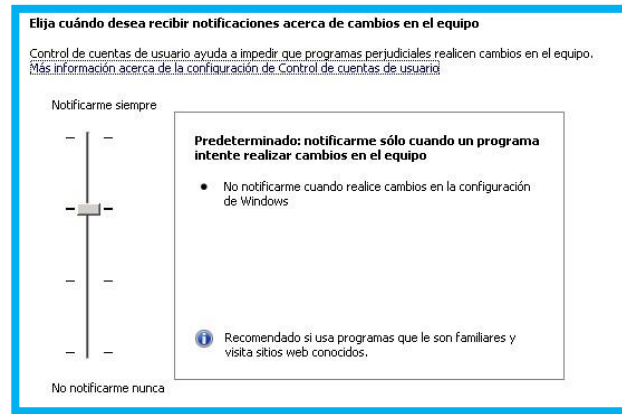 Elija cuándo desea recibir notificaciones acerca de cambios en el equipo
Control de cuentas de usuario ayuda a impedir que programas perjudiciales realicen cambios en el equipo.
Más información acerca de la configuración de Control de cuentas de usuario
Notificarme siempre
Predeterminado: notificarme sólo cuando un programa
intente realizar cambios en el equipo
• No notificarme cuando realice cambios en la configuración
de Windows
Recomendado si usa programas que le son familiares y
visita sitios web conocidos.
No notificarme nunca